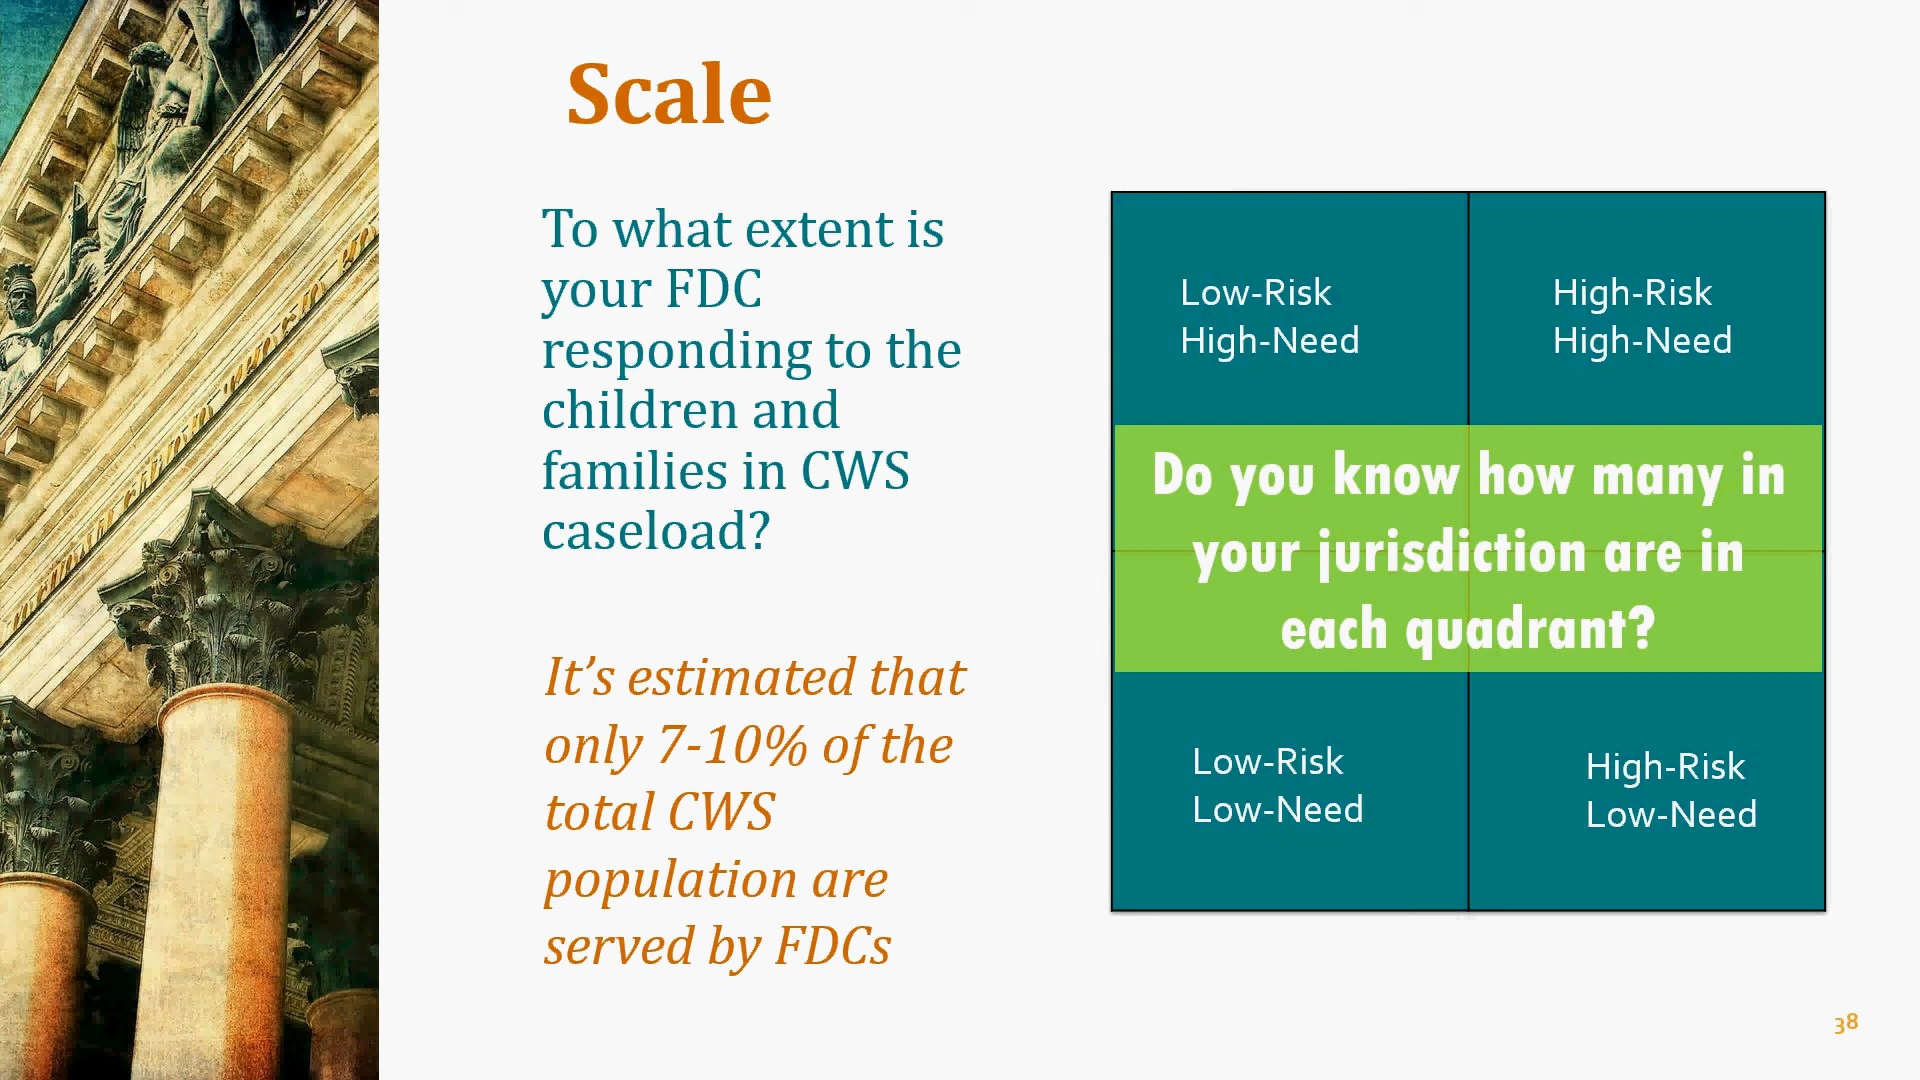 Scale
To what extent is
your FDC
responding to the
children and
families in CWS
caseload?
It’s estimated that
only 7-10% of the
total CWS
population are
served by FDCs
Low-Risk
High-Need
High-Risk
High-Need
Do you know how many in
your jurisdiction are in
each quadrant?
Low-Risk
Low-Need
High-Risk
Low-Need
38